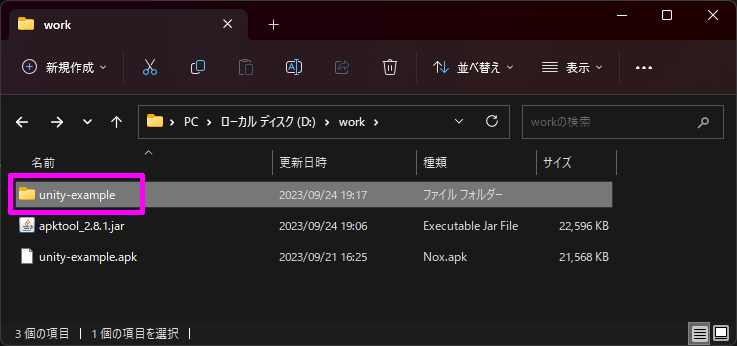 work
新規作成
並べ替え
表示
PC
ローカル ディスク (D:)
work
workの検索
名前
更新日時
種類
サイズ
unity-example
2023/09/24 19:17
ファイル フォルダー
apktool_2.8.1.jar
2023/09/24 19:06
Executable Jar File
22,596 KB
unity-example.apk
2023/09/21 16:25
Nox.apk
21,568 KB
3 個の項目
1 個の項目を選択